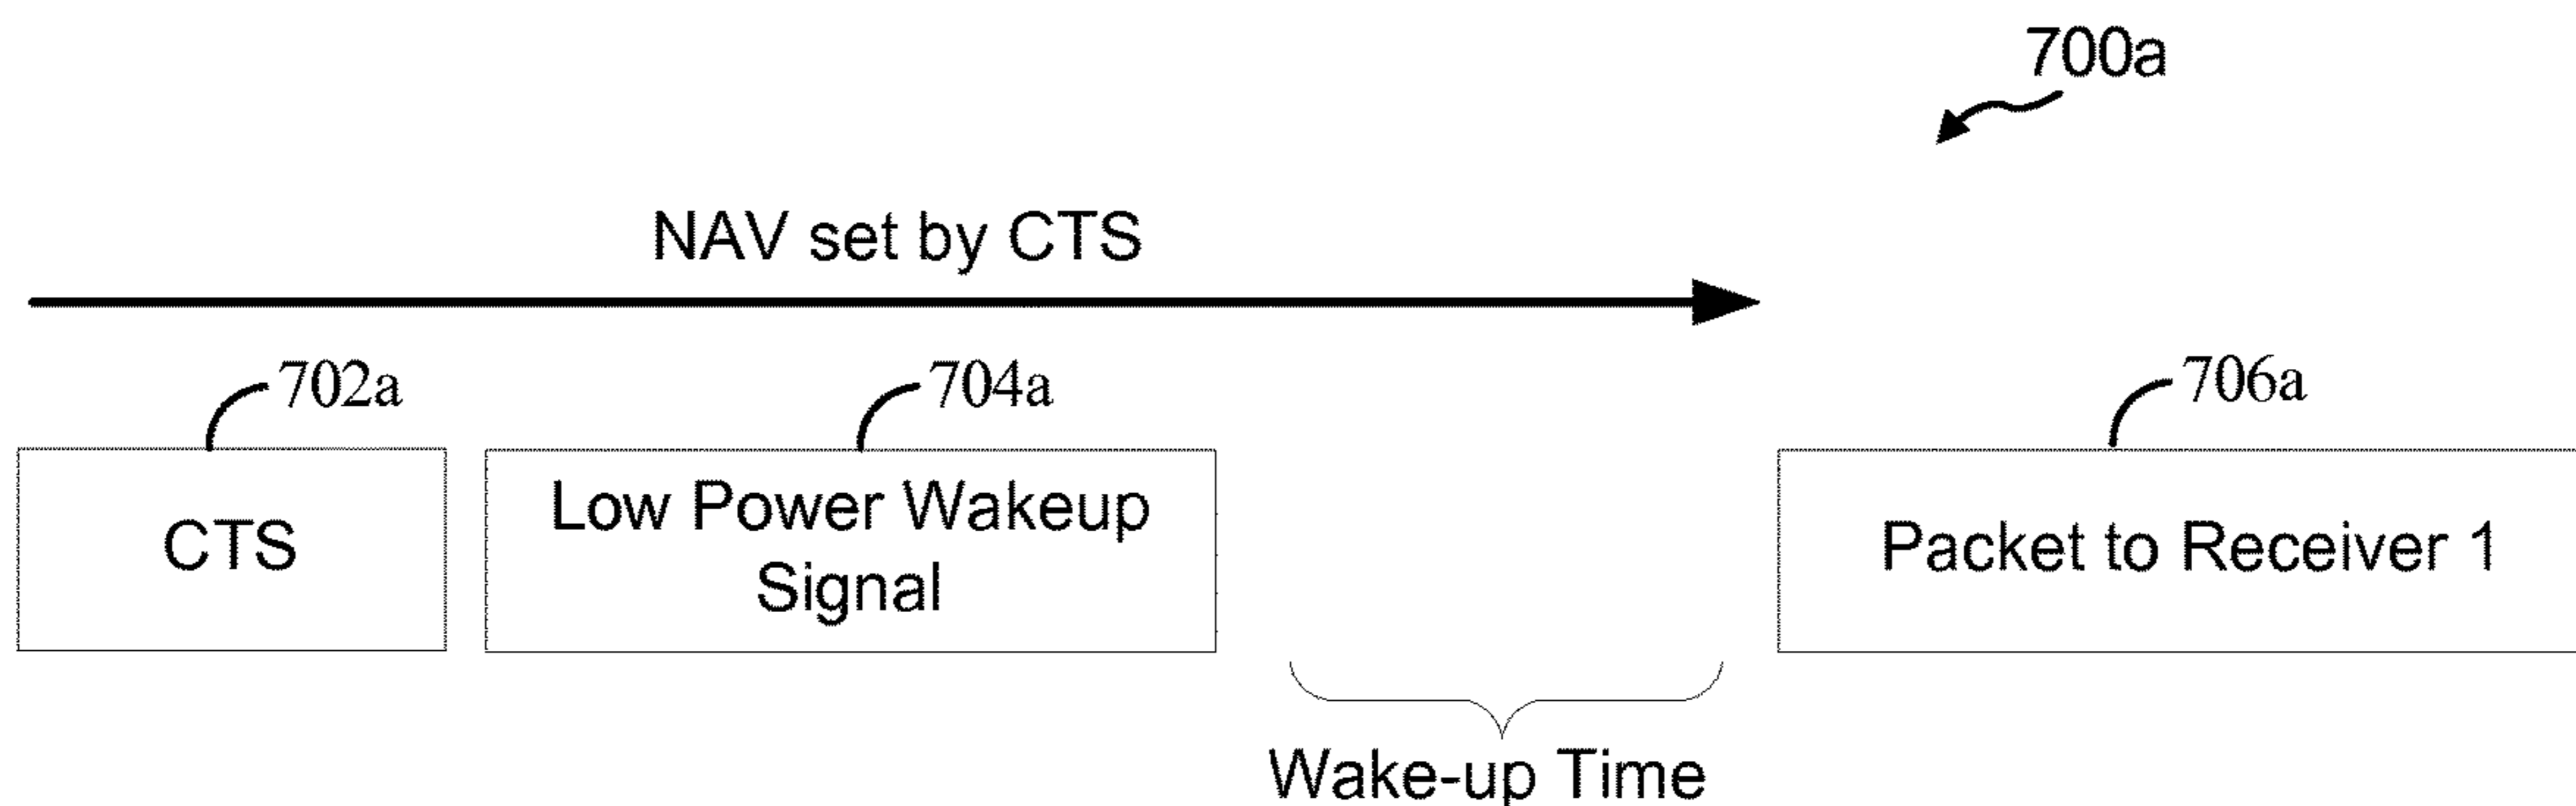 700a
NAV set by CTS
702a
704a
706a
CTS
Low Power Wakeup
Signal
Packet to Receiver 1
Wake-up Time